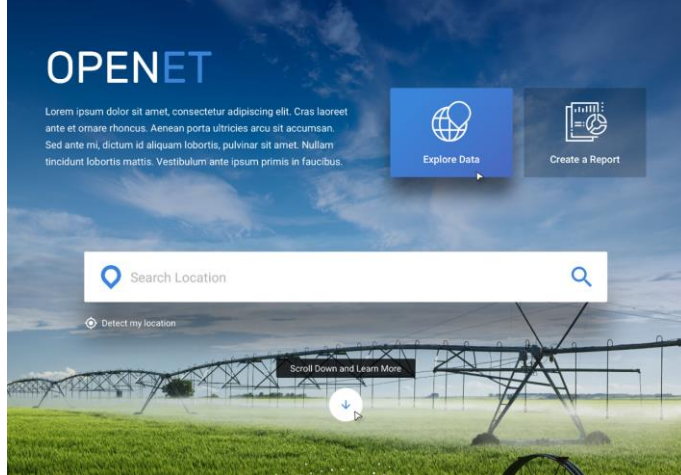 OPENET
Lorem ipsum dolor sit amet, consectetur adipiscing elit. Cras laoreet
ante et ornare rhoncus. Aenean porta ultricies arcu sit accumsan.
Sed ante mi, dictum id aliquam lobortis, pulvinar sit amet. Nullam
tincidunt lobortis mattis. Vestibulum ante ipsum primis in faucibus.
Explore Data
Create a Report
Search Location
Detect my location
Scroll Down and Learn More